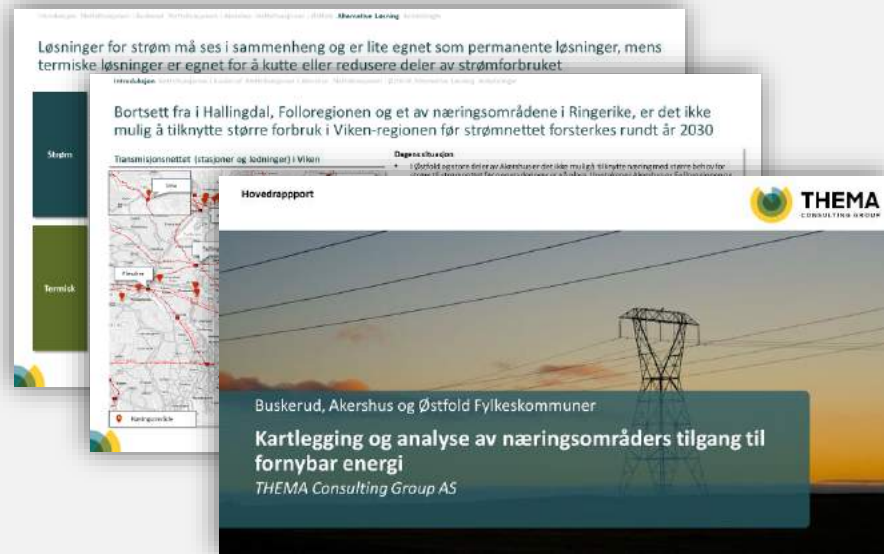 Alternative Løsning
Løsninger for strøm må ses i sammenheng og er lite egnet som permanente løsninger, mens
termiske løsninger er egnet for å kutte eller redusere deler av strømforbruket
Introduksjon
Bortsett fra i Hallingdal, Folloregionen og et av næringsområdene i Ringerike, er det ikke
mulig å tilknytte større forbruk i Viken-regionen før strømnettet forsterkes rundt år 2030
Strøm
Termisk
Transmisjonsnettet (stasjoner og ledninger) i Viken
Dagens situasjon
Næringsområde
Hovedrappport
THEMA
CONSULTING GROUP
Buskerud, Akershus og Østfold Fylkeskommuner
Kartlegging og analyse av næringsområders tilgang til
fornybar energi
THEMA Consulting Group AS